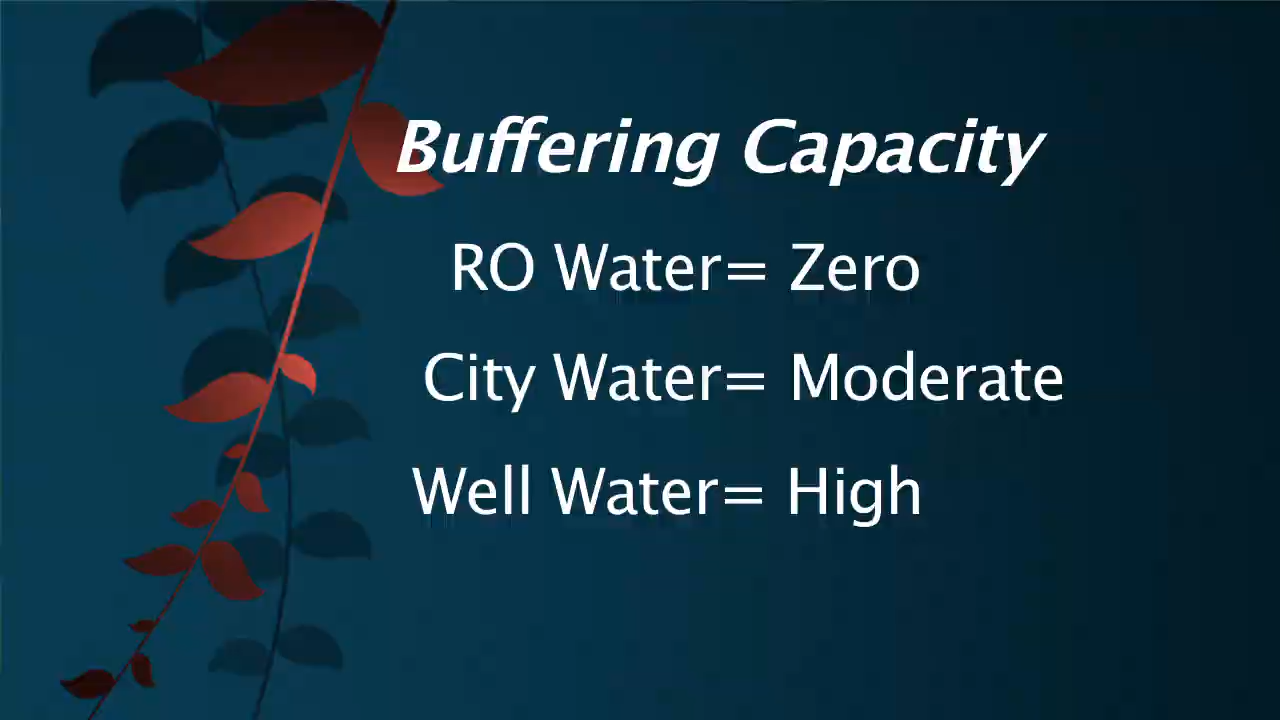 Buffering Capacity
RO Water= Zero
City Water= Moderate
Well Water= High